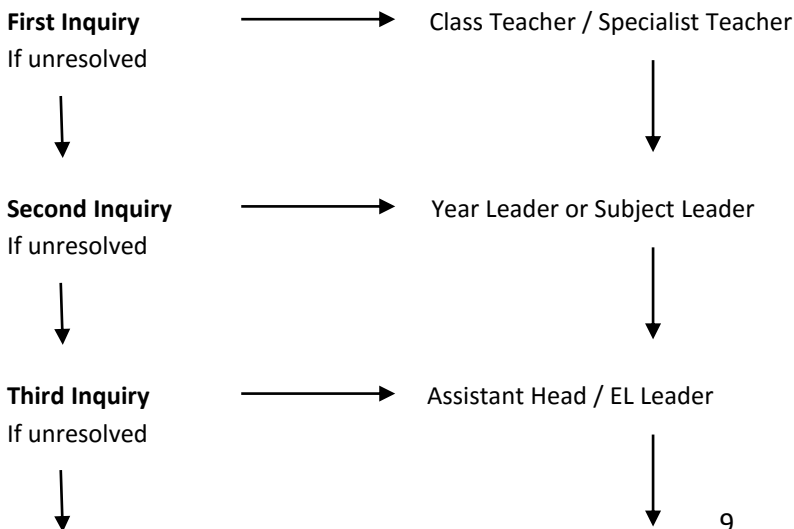 First Inquiry Class Teacher / Specialist Teacher
If unresolved
Second Inquiry Year Leader or Subject Leader
If unresolved
Third Inquiry Assistant Head / EL Leader
If unresolved
9